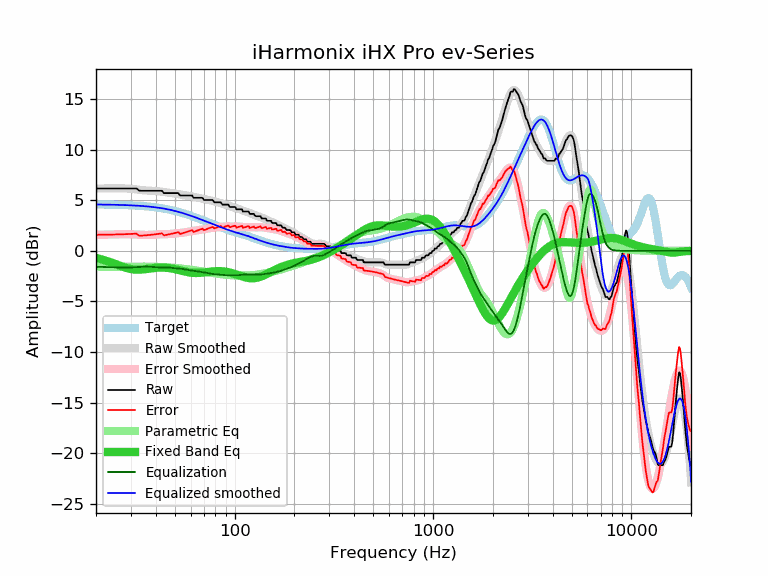 iHarmonix iHX Pro ev-Series
Amplitude (dBr)
15
10
5
0
−5
−10
−15
−20
−25
Target
Raw Smoothed
Error Smoothed
Raw
Error
Parametric Eq
Fixed Band Eq
Equalization
Equalized smoothed
100
1000
10000
Frequency (Hz)